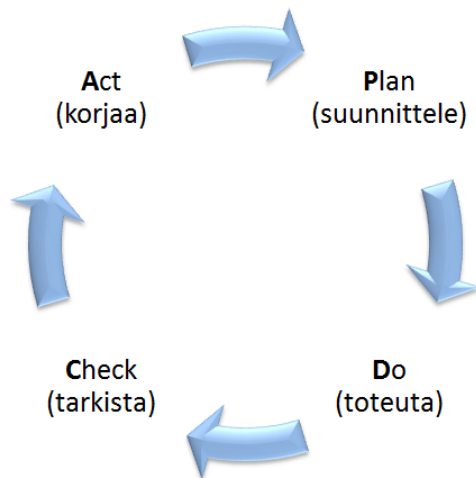 Act
(korjaa)
Plan
(suunnittele)
Do
(toteuta)
Check
(tarkista)